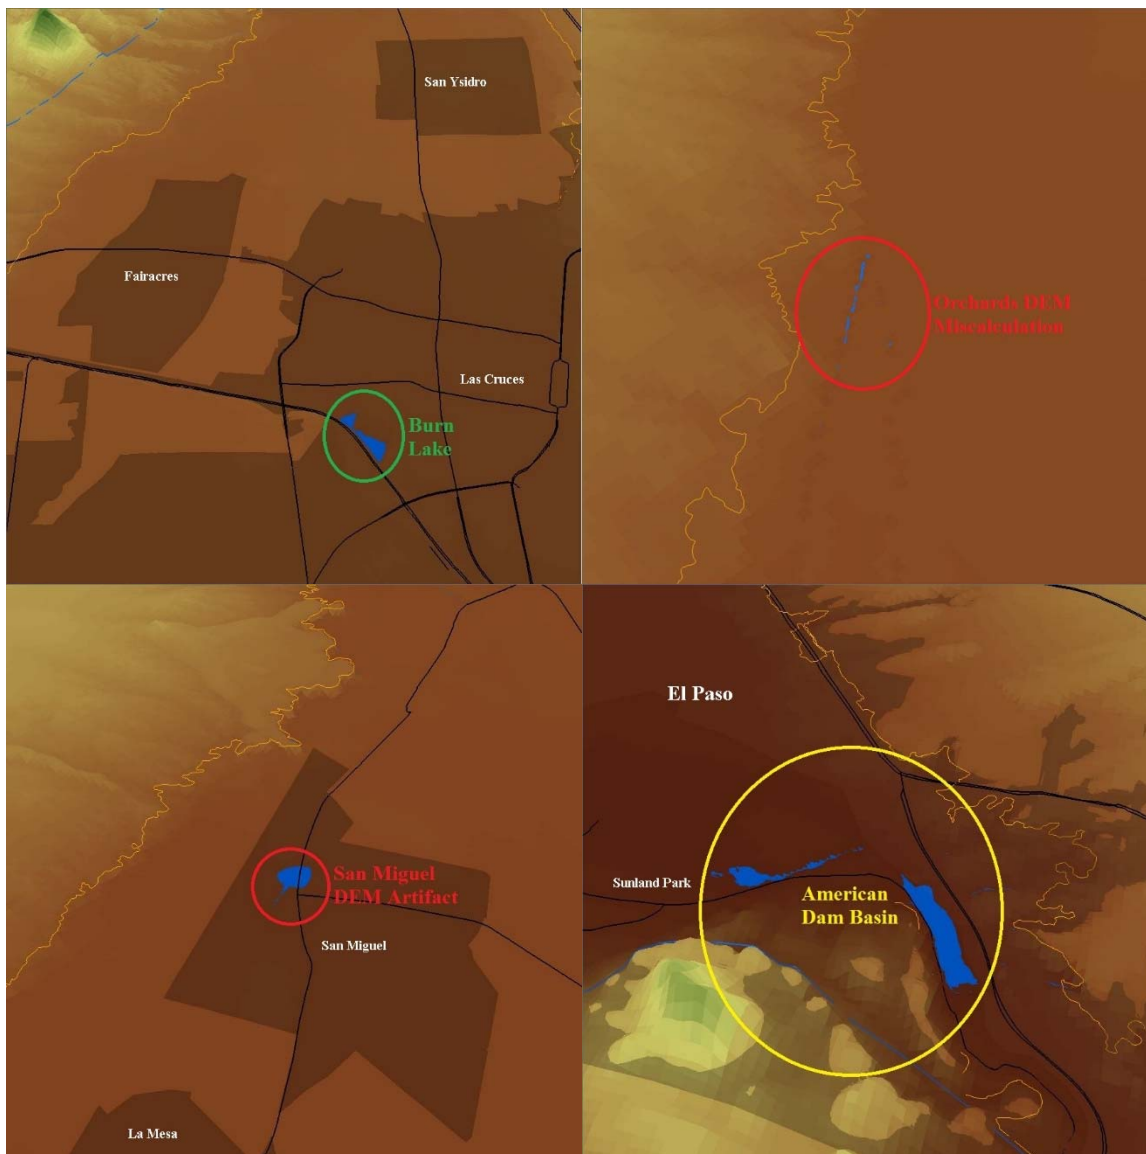 San Ysidro
Fairacres
Las Cruces
Burn
Lake
Orchards DEM
Miscalculation
San Miguel
DEM Artifact
San Miguel
La Mesa
El Paso
Sunland Park
American
Dam Basin